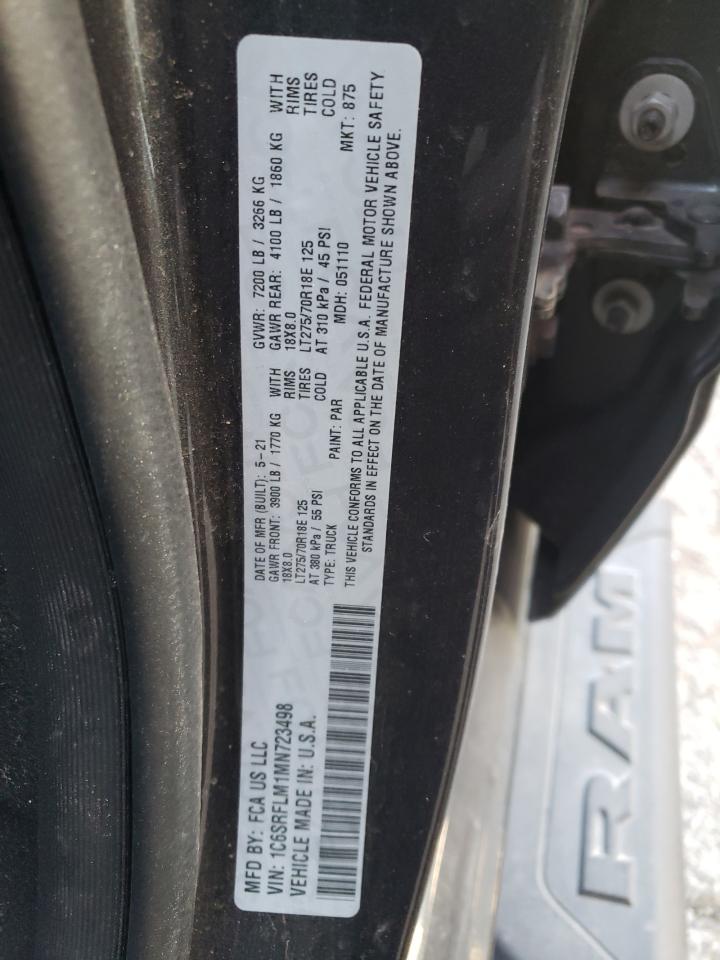 MFD BY: FCA US LLC
VIN: 1C6SRFLM1MN723498
VEHICLE MADE IN: U.S.A.
DATE OF MFR (BUILT): 5-21
GVWR: 7200 LB / 3266 KG
GAWR FRONT: 3900 LB / 1770 KG WITH
GAWR REAR: 4100 LB / 1860 KG WITH
18X8.0 RIMS
18X8.0 RIMS
LT275/70R18E 125 TIRES
LT275/70R18E 125 TIRES
AT 380 kPa / 55 PSI COLD
AT 310 kPa / 45 PSI COLD
TYPE: TRUCK PAINT: PAR MDH: 051110 MKT: 875
THIS VEHICLE CONFORMS TO ALL APPLICABLE U.S.A. FEDERAL MOTOR VEHICLE SAFETY
STANDARDS IN EFFECT ON THE DATE OF MANUFACTURE SHOWN ABOVE.
RAM